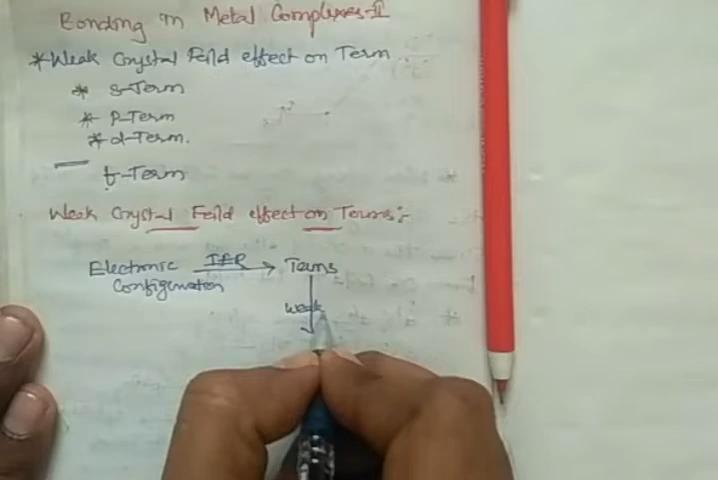 Bonding in Metal Complexes-II
*Weak Crystal Feild effect on Term
* s-Term
* p-Term
* d-Term.
f-Term
Weak Crystal Feild effect on Terms:-
Electronic IER Terms
Configuration
Weak